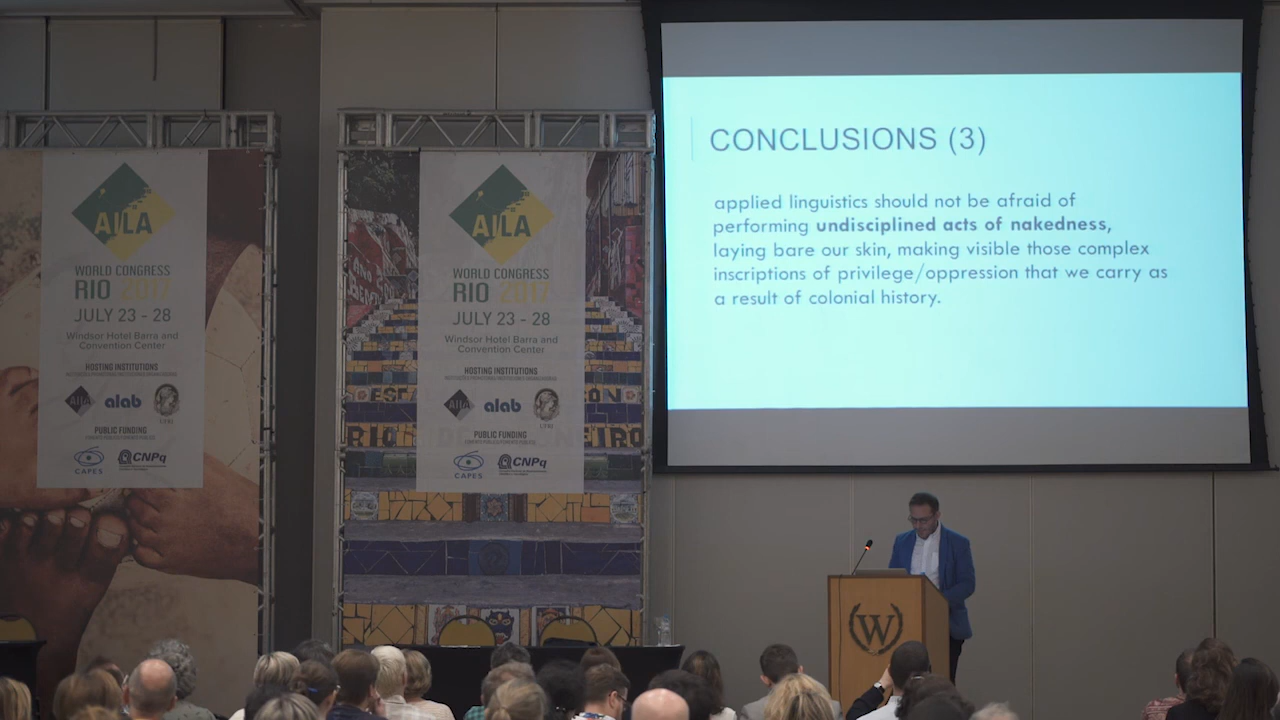 AILA
WORLD CONGRESS
RIO 2017
JULY 23 - 28
Windsor Hotel Barra and
Convention Center
HOSTING INSTITUTIONS
AILA
alab
PUBLIC FUNDING
CAPES
CNPq
AILA
WORLD CONGRESS
RIO 2017
JULY 23 - 28
Windsor Hotel Barra and
Convention Center
HOSTING INSTITUTIONS
AILA
alab
PUBLIC FUNDING
CAPES
CNPq
CONCLUSIONS (3)
applied linguistics should not be afraid of
performing undisciplined acts of nakedness,
laying bare our skin, making visible those complex
inscriptions of privilege/oppression that we carry as
a result of colonial history.
W